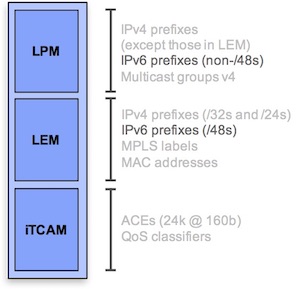 LPM
IPv4 prefixes
(except those in LEM)
IPv6 prefixes (non-/48s)
Multicast groups v4
LEM
IPv4 prefixes (/32s and /24s)
IPv6 prefixes (/48s)
MPLS labels
MAC addresses
iTCAM
ACEs (24k @ 160b)
QoS classifiers